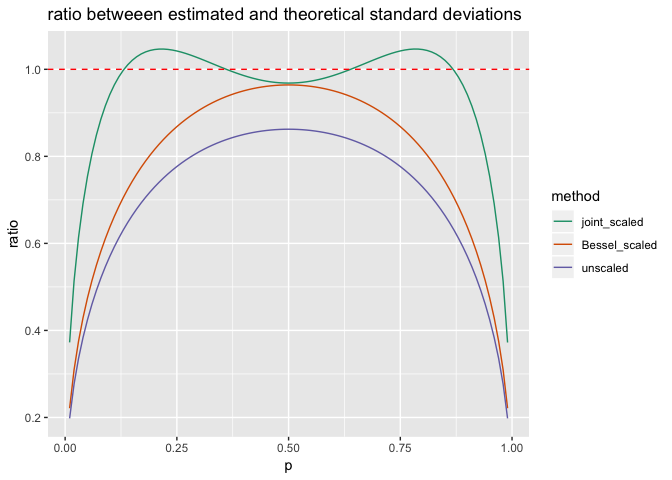 ratio betweeen estimated and theoretical standard deviations
1.0
0.8
0.6
0.4
0.2
ratio
0.00
0.25
0.50
0.75
1.00
p
method
joint_scaled
Bessel_scaled
unscaled